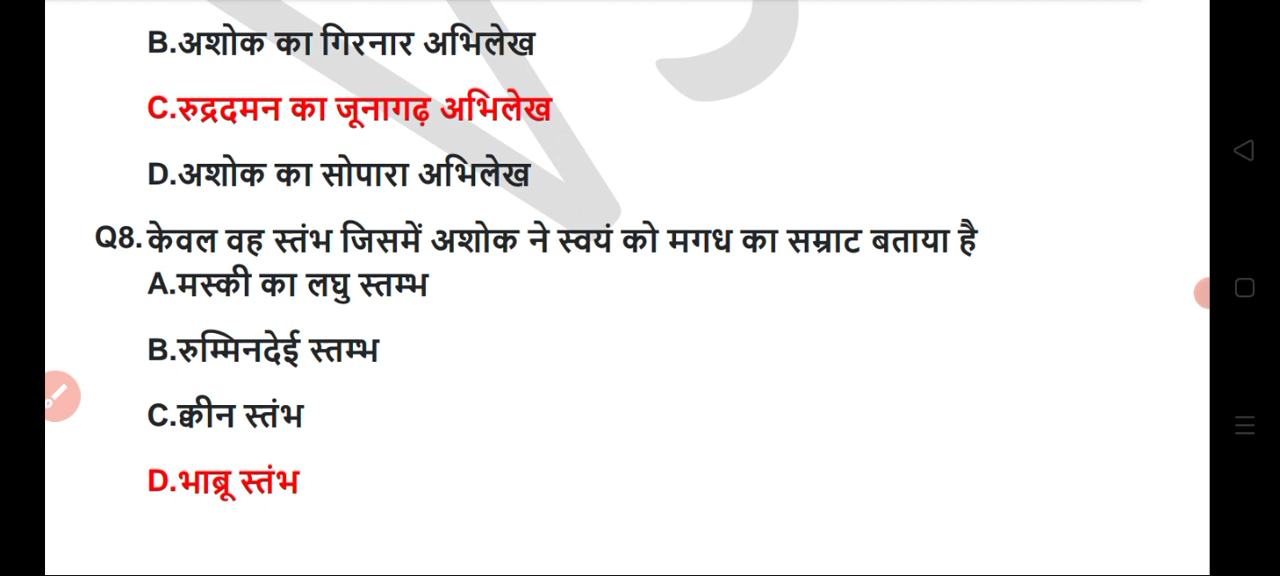 B.अशोक का गिरनार अभिलेख
C.रुद्रदमन का जूनागढ़ अभिलेख
D.अशोक का सोपारा अभिलेख
Q8. केवल वह स्तंभ जिसमें अशोक ने स्वयं को मगध का सम्राट बताया है
A.मस्की का लघु स्तम्भ
B.रुम्मिनदेई स्तम्भ
C.क्वीन स्तंभ
D.भाब्रू स्तंभ